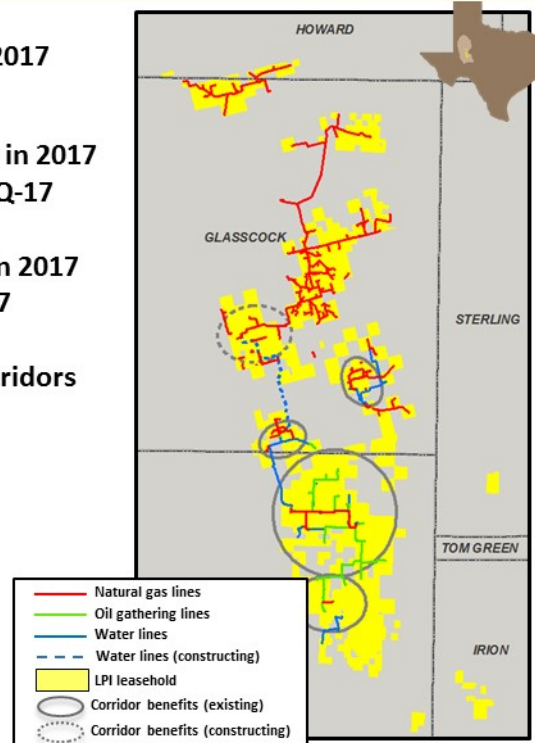 2017
in 2017
Q-17
n 2017
7
ridors
HOWARD
GLASSCOCK
STERLING
TOM GREEN
IRION
Natural gas lines
Oil gathering lines
Water lines
Water lines (constructing)
LPI leasehold
Corridor benefits (existing)
Corridor benefits (constructing)